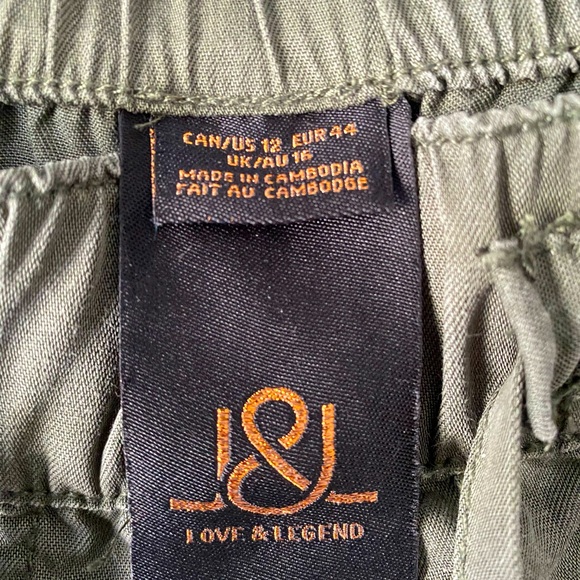 CAN/US 12 EUR 44
UK/AU 16
MADE IN CAMBODIA
FAIT AU CAMBODGE
L&L
LOVE & LEGEND